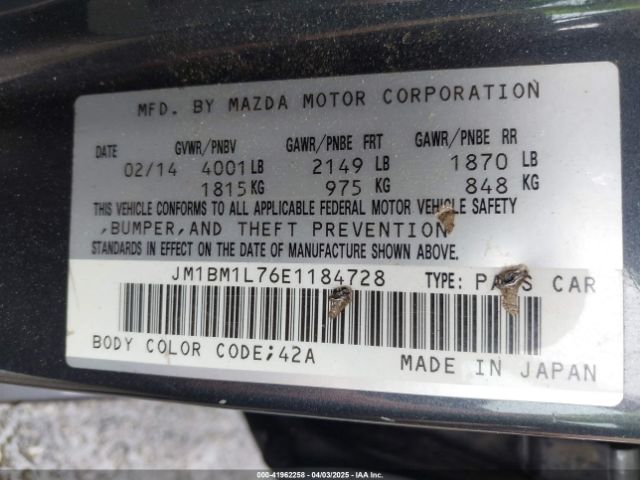 MFD. BY MAZDA MOTOR CORPORATION
DATE GVWR/PNBV GAWR/PNBE FRT GAWR/PNBE RR
02/14 4001 LB 2149 LB 1870 LB
1815 KG 975 KG 848 KG
THIS VEHICLE CONFORMS TO ALL APPLICABLE FEDERAL MOTOR VEHICLE SAFETY
,BUMPER,AND THEFT PREVENTION
STANDARDS IN EFFECT ON THE DATE OF MANUFACTURE SHOWN ABOVE.
JM1BM1L76E1184728 TYPE: PASS CAR
BODY COLOR CODE;42A MADE IN JAPAN
000-41962258 - 04/03/2025 - IAAI.com